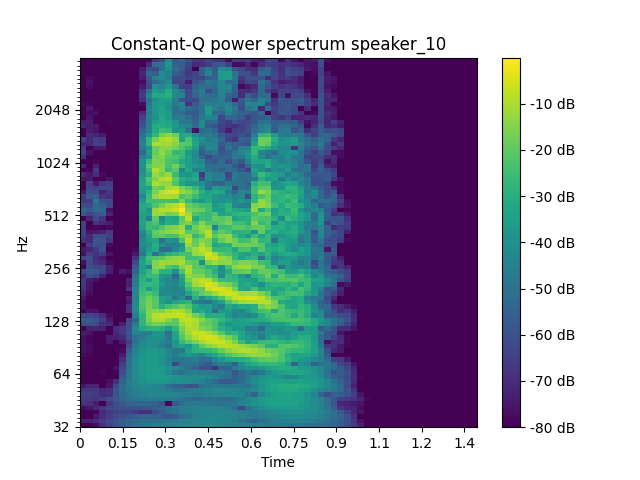 Constant-Q power spectrum speaker_10
Hz
2048
1024
512
256
128
64
32
0 0.15 0.3 0.45 0.6 0.75 0.9 1.1 1.2 1.4
Time
-10 dB
-20 dB
-30 dB
-40 dB
-50 dB
-60 dB
-70 dB
-80 dB